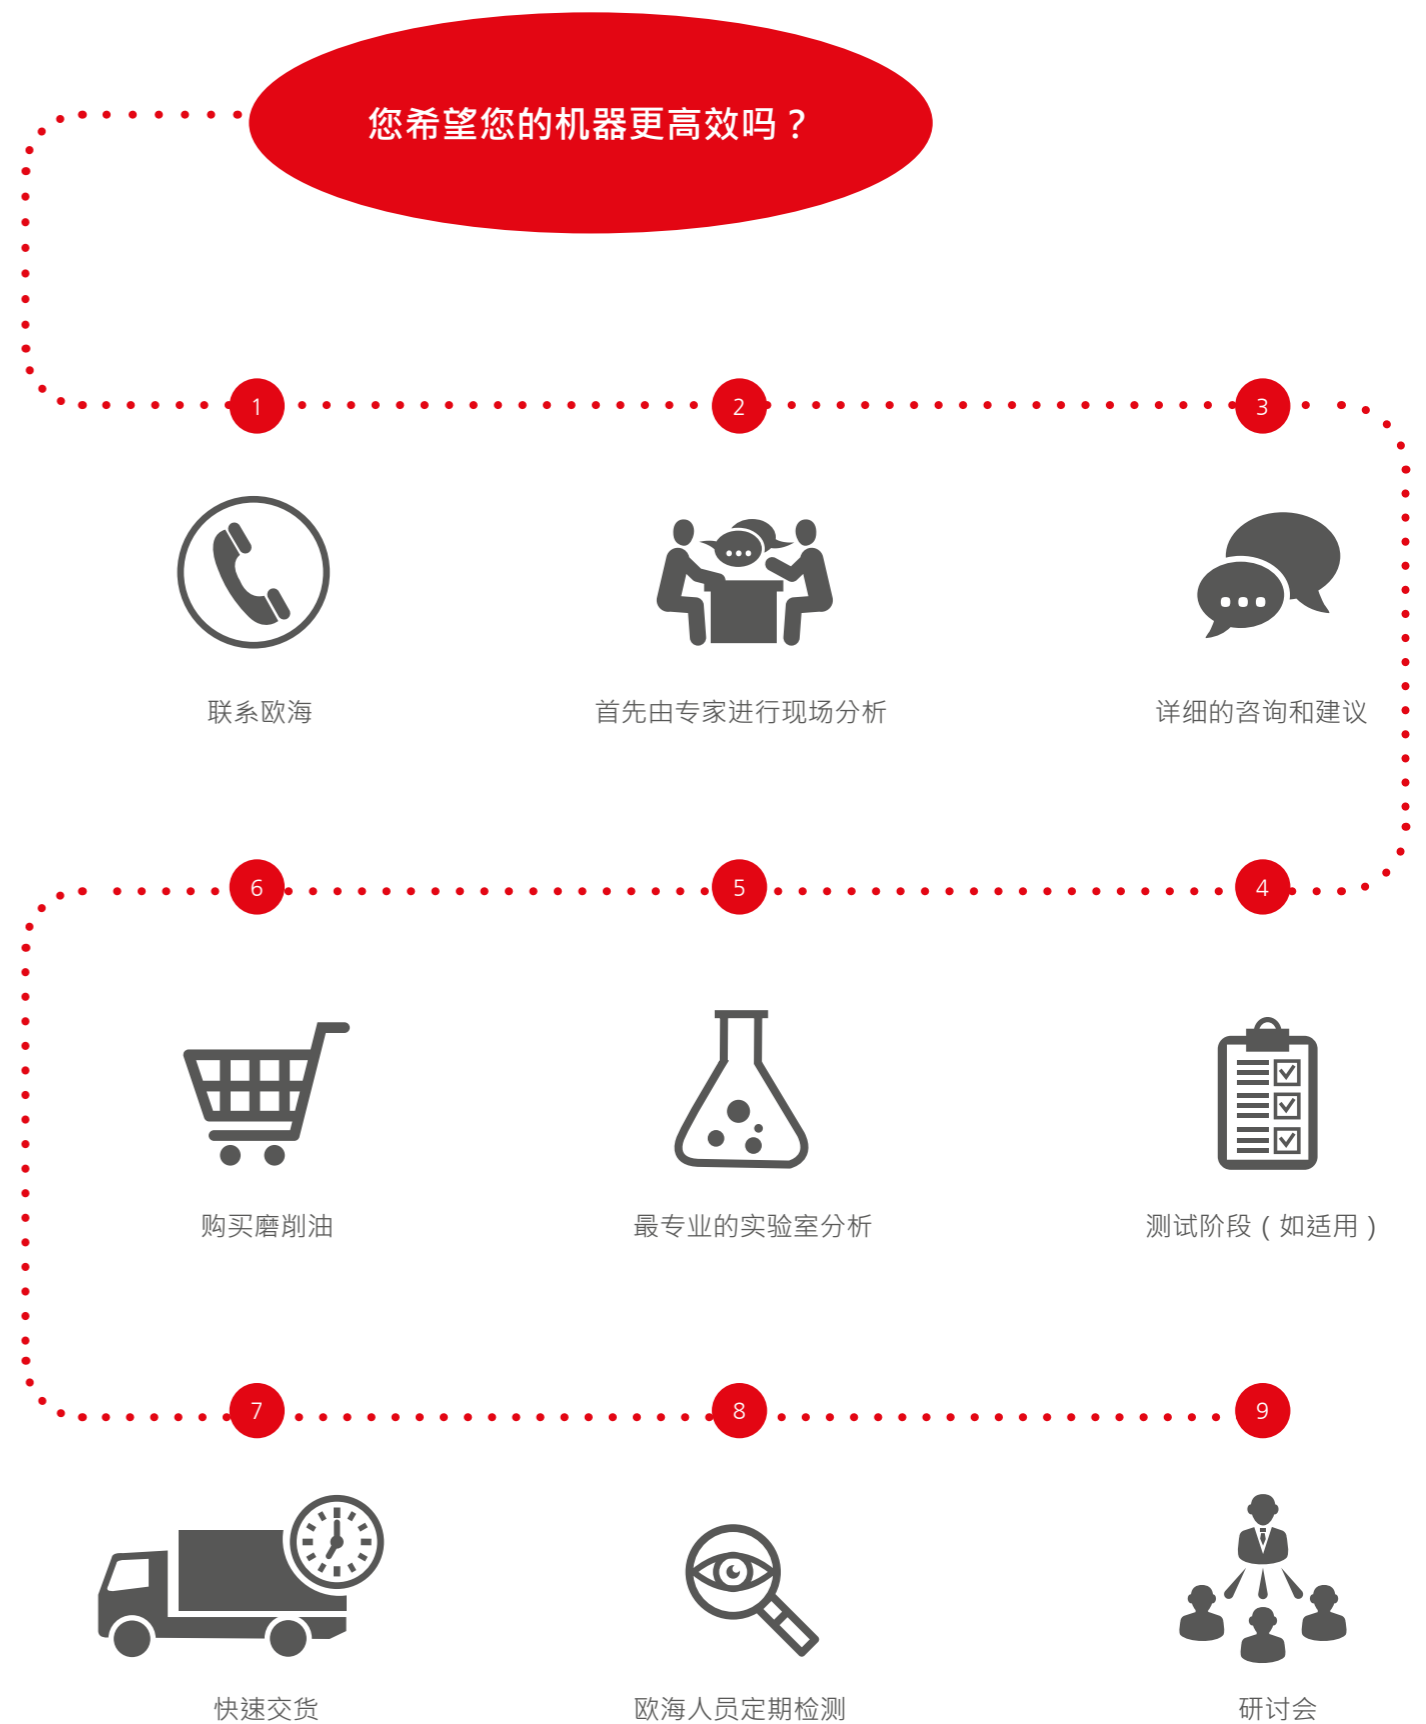 您希望您的机器更高效吗？
1
2
3
联系欧海
首先由专家进行现场分析
详细的咨询和建议
4
5
6
测试阶段（如适用）
最专业的实验室分析
购买磨削油
7
8
9
快速交货
欧海人员定期检测
研讨会